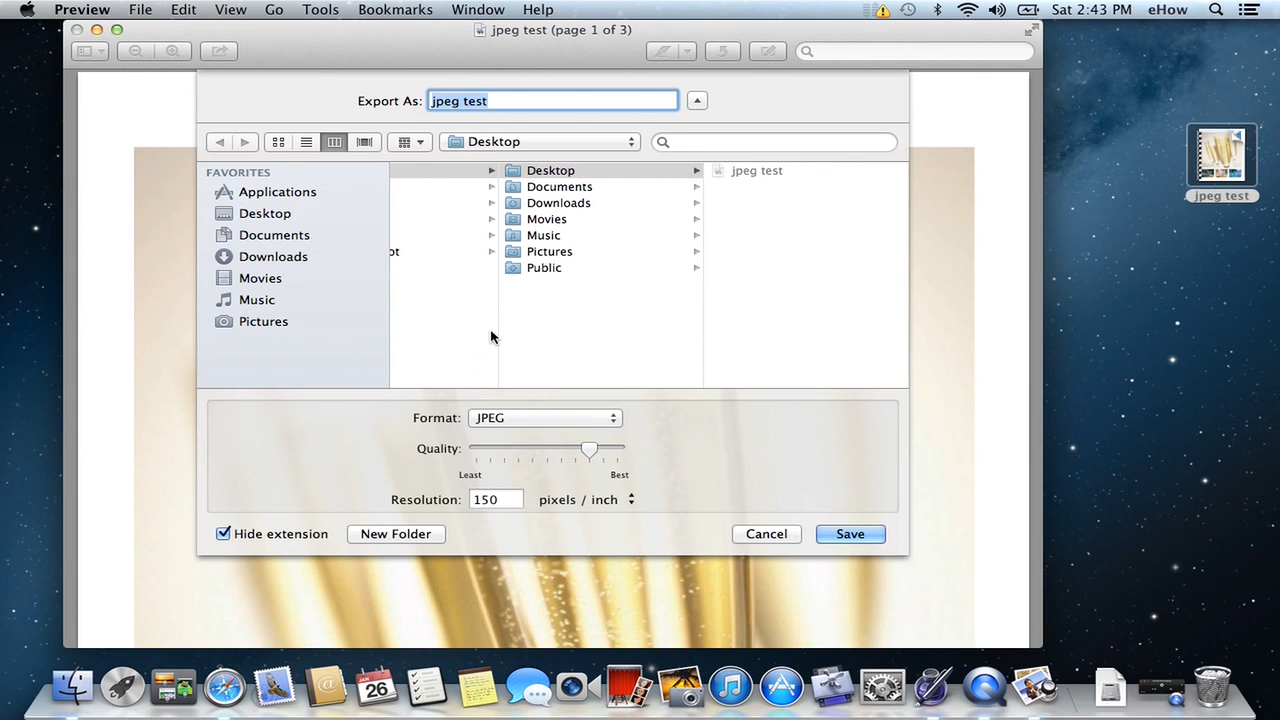 Preview File Edit View Go Tools Bookmarks Window Help Sat 2:43 PM eHow
jpeg test (page 1 of 3)
Export As: jpeg test
Desktop
FAVORITES
Applications
Desktop
Documents
Downloads
Movies
Music
Pictures
ot
Desktop
Documents
Downloads
Movies
Music
Pictures
Public
jpeg test
Format: JPEG
Quality:
Least Best
Resolution: 150 pixels / inch
Hide extension New Folder Cancel Save
jpeg test
JAN
26